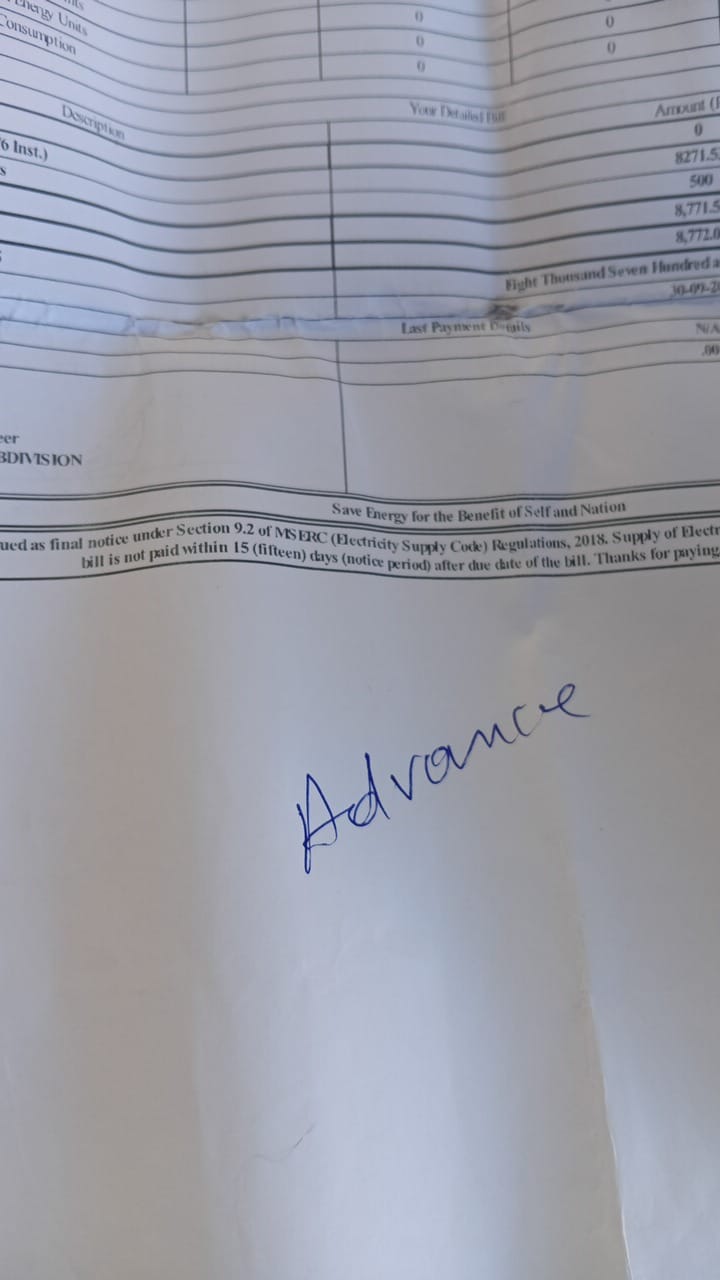 Energy Units 0 0
Consumption 0 0
0
Description Your Detailed Bill Amount (
0
6 Inst.) 8271.5
s 500
8,771.5
8,772.0
Eight Thousand Seven Hundred a
30-09-2
Last Payment Details N/A
.00
eer
BDIVISION
Save Energy for the Benefit of Self and Nation
ued as final notice under Section 9.2 of MSERC (Electricity Supply Code) Regulations, 2018. Supply of Electr
bill is not paid within 15 (fifteen) days (notice period) after due date of the bill. Thanks for paying
Advance